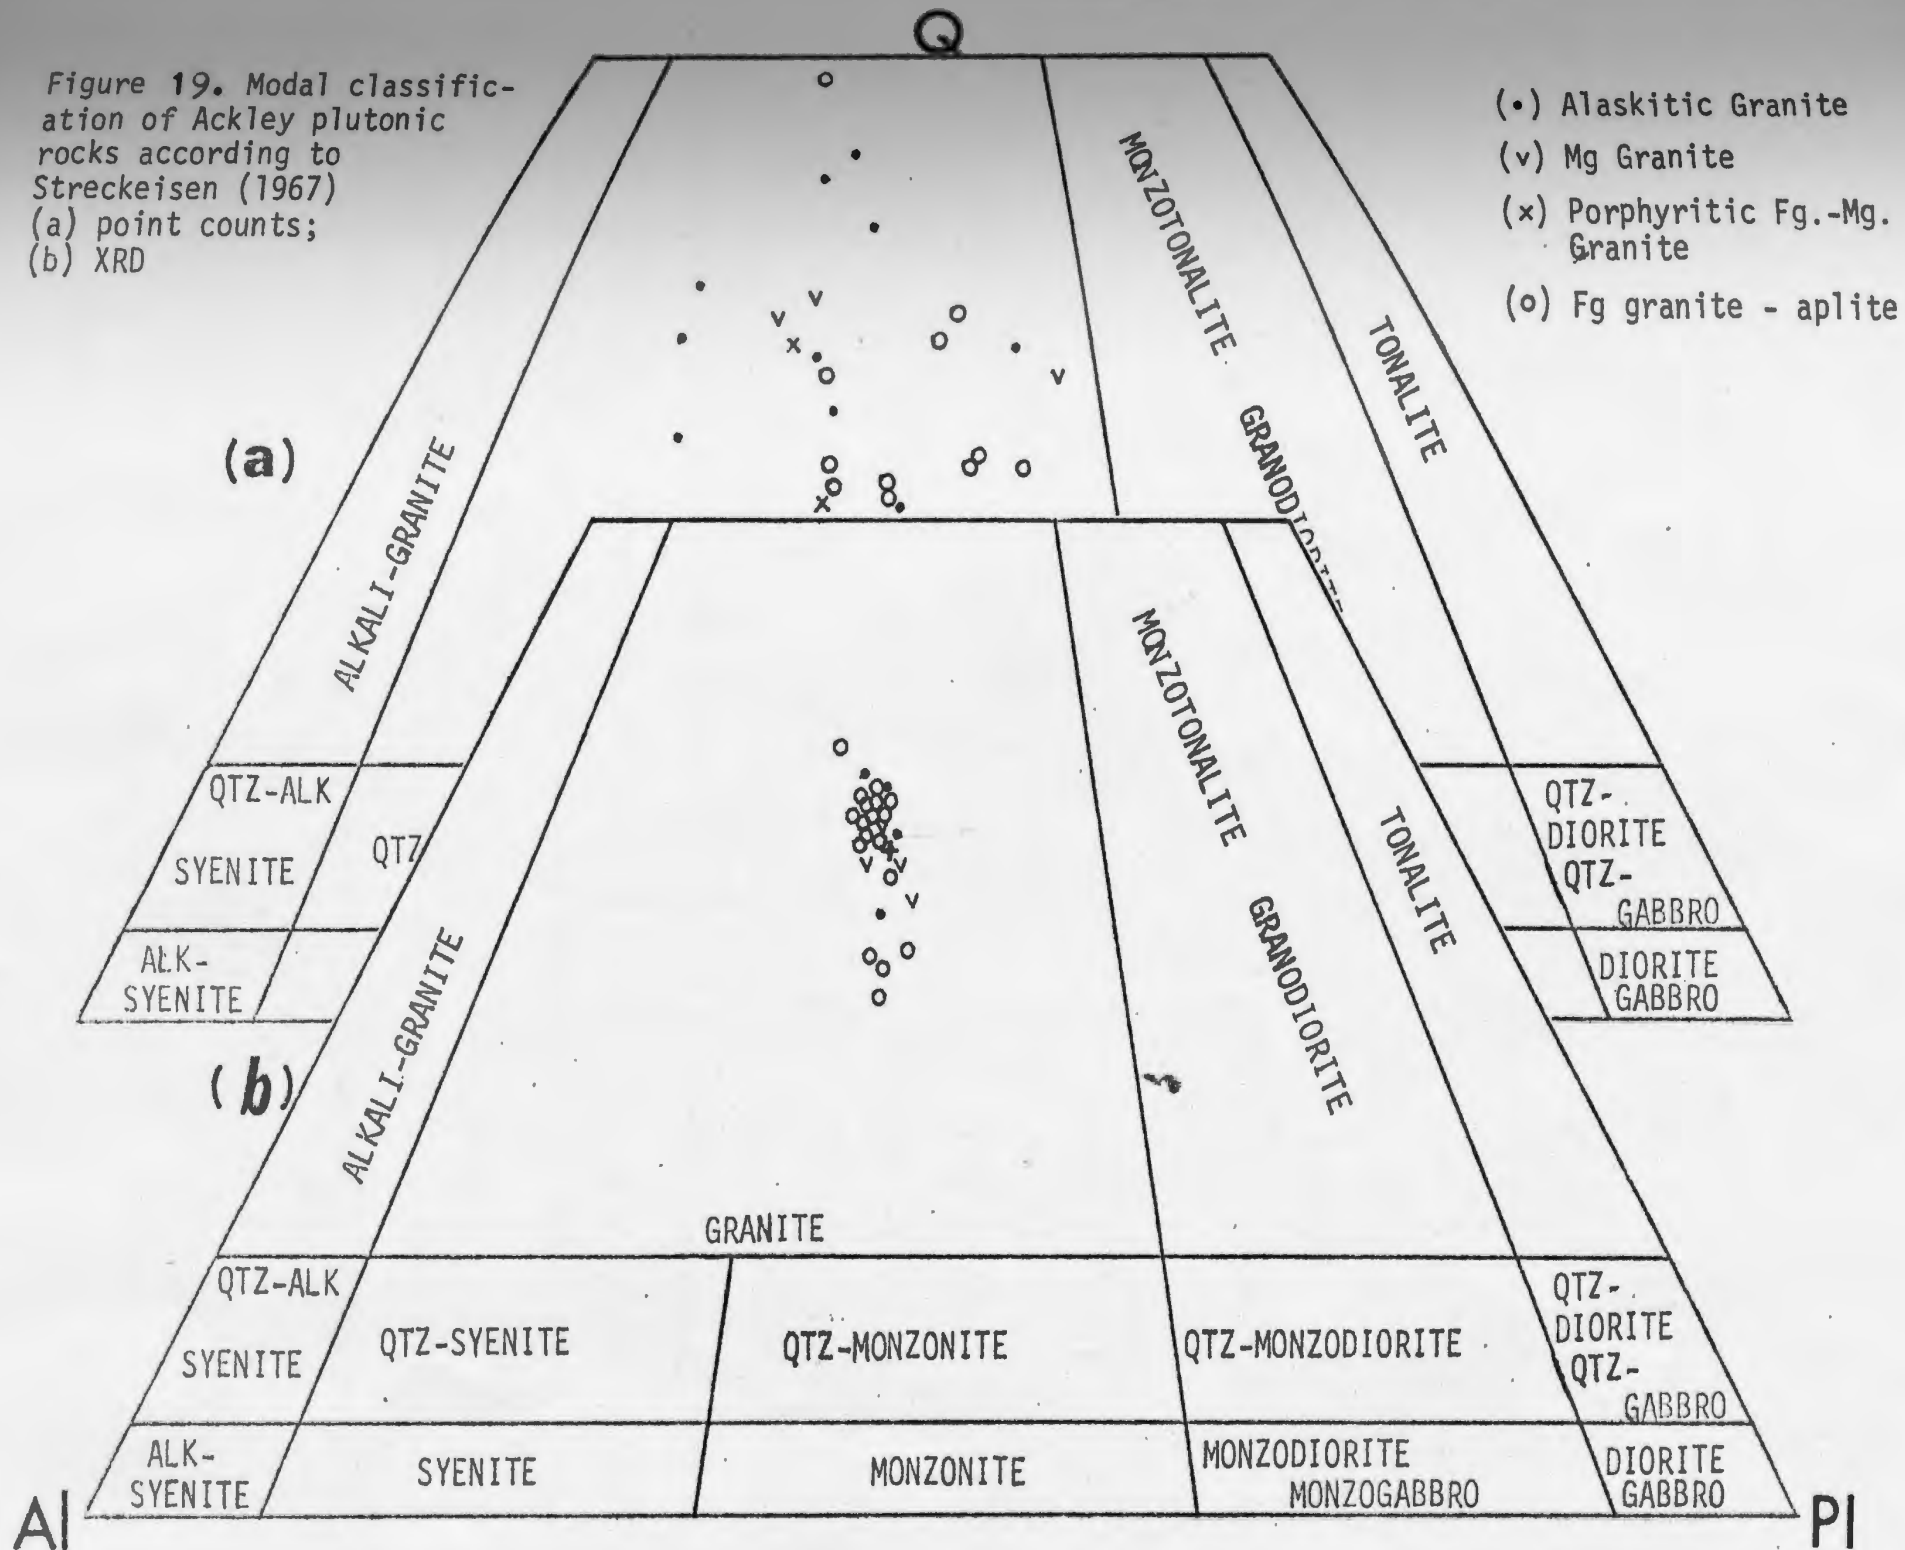 Q
Figure 19. Modal classific-
ation of Ackley plutonic
rocks according to
Streckeisen (1967)
(a) point counts;
(b) XRD
(•) Alaskitic Granite
(v) Mg Granite
(x) Porphyritic Fg.-Mg.
Granite
(o) Fg granite - aplite
(a)
ALKALI-GRANITE
MONZOTONALITE
GRANODIORITE
TONALITE
QTZ-ALK
SYENITE
QTZ
ALK-
SYENITE
QTZ-
DIORITE
QTZ-
GABBRO
DIORITE
GABBRO
(b)
ALKALI-GRANITE
GRANITE
MONZOTONALITE
GRANODIORITE
TONALITE
QTZ-ALK
SYENITE
QTZ-SYENITE
QTZ-MONZONITE
QTZ-MONZODIORITE
QTZ-
DIORITE
QTZ-
GABBRO
ALK-
SYENITE
SYENITE
MONZONITE
MONZODIORITE
MONZOGABBRO
DIORITE
GABBRO
Al
Pl